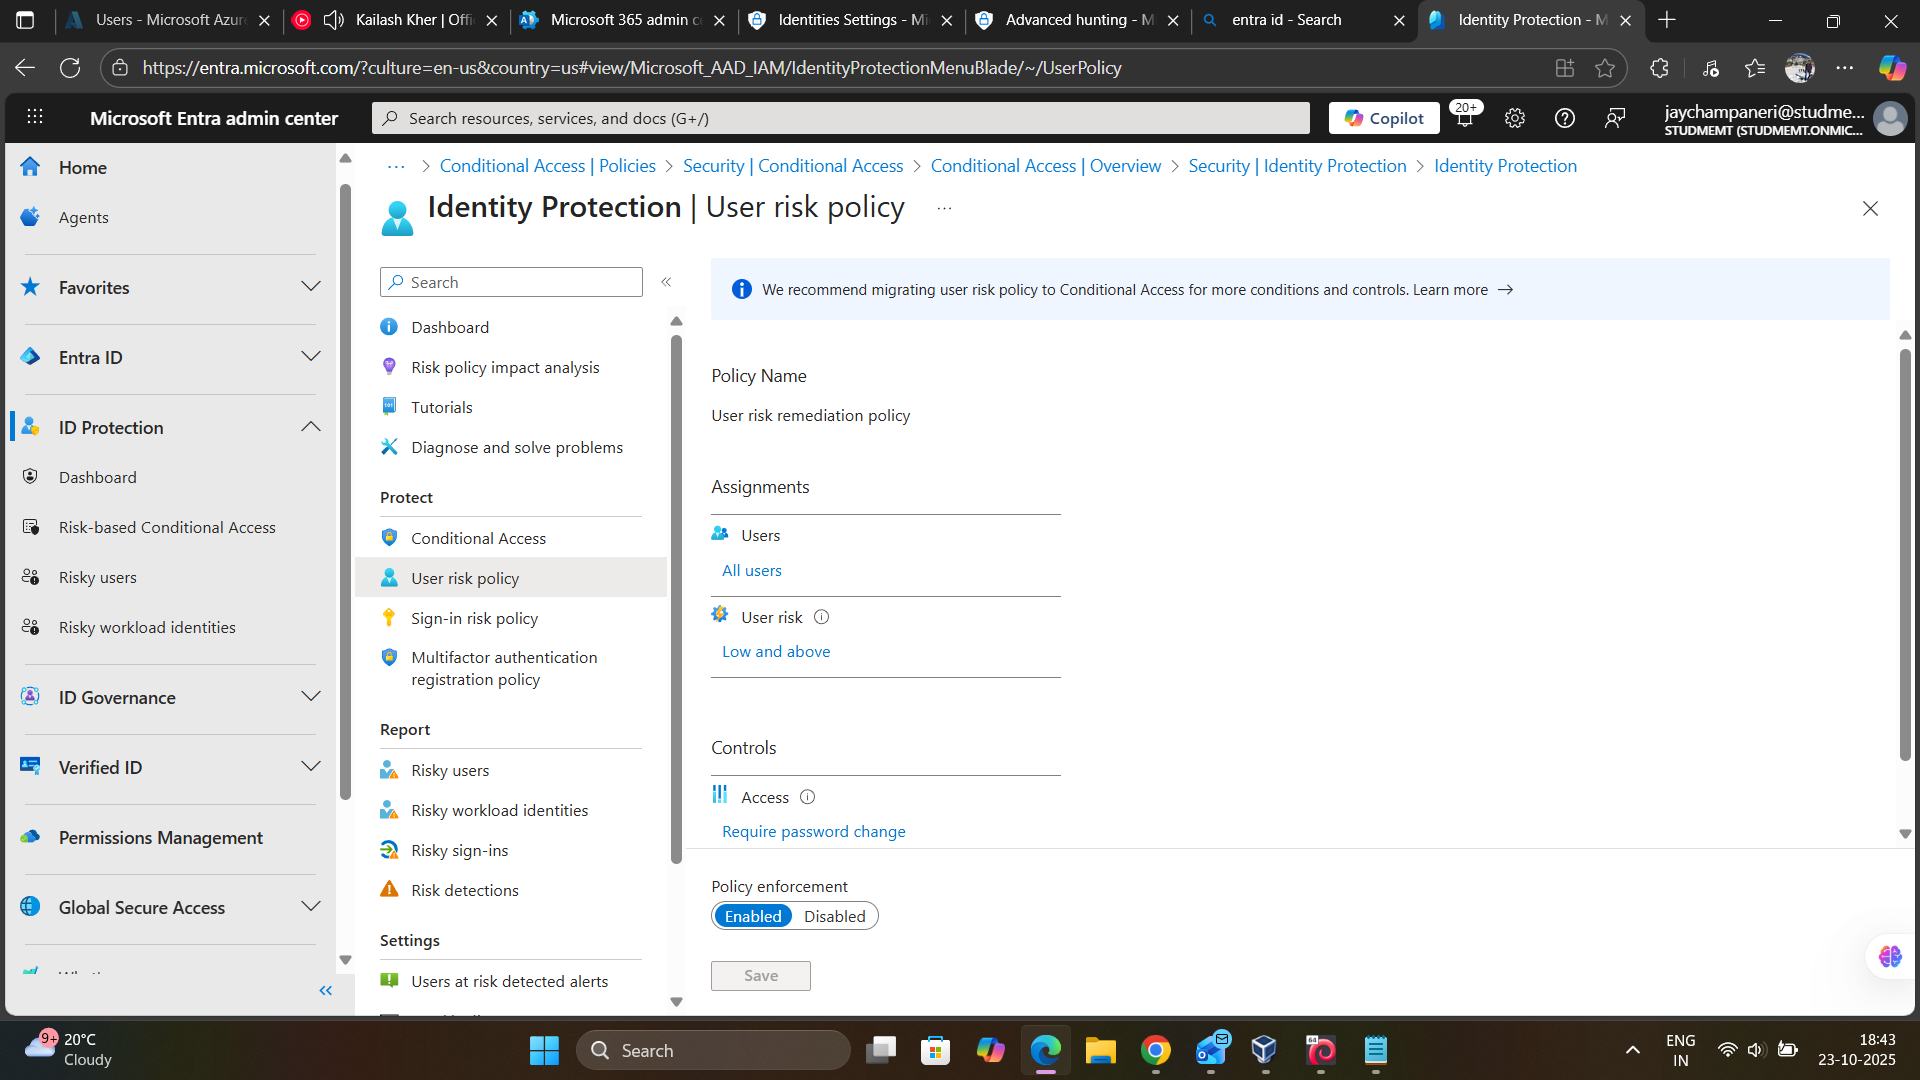 Users - Microsoft Azure
Kailash Kher | Offi
Microsoft 365 admin c
Identities Settings - Mi
Advanced hunting - M
entra id - Search
Identity Protection - M
https://entra.microsoft.com/?culture=en-us&country=us#view/Microsoft_AAD_IAM/IdentityProtectionMenuBlade/~/UserPolicy
Microsoft Entra admin center
Search resources, services, and docs (G+/)
Copilot
20+
jaychampaneri@studme...
STUDMEMT (STUDMEMT.ONMIC...
Home
Agents
Favorites
Entra ID
ID Protection
Dashboard
Risk-based Conditional Access
Risky users
Risky workload identities
ID Governance
Verified ID
Permissions Management
Global Secure Access
... > Conditional Access | Policies > Security | Conditional Access > Conditional Access | Overview > Security | Identity Protection > Identity Protection
Identity Protection | User risk policy ...
Search
Dashboard
Risk policy impact analysis
Tutorials
Diagnose and solve problems
Protect
Conditional Access
User risk policy
Sign-in risk policy
Multifactor authentication
registration policy
Report
Risky users
Risky workload identities
Risky sign-ins
Risk detections
Settings
Users at risk detected alerts
We recommend migrating user risk policy to Conditional Access for more conditions and controls. Learn more →
Policy Name
User risk remediation policy
Assignments
Users
All users
User risk
Low and above
Controls
Access
Require password change
Policy enforcement
Enabled Disabled
Save
9+
20°C
Cloudy
Search
64
ENG
IN
18:43
23-10-2025